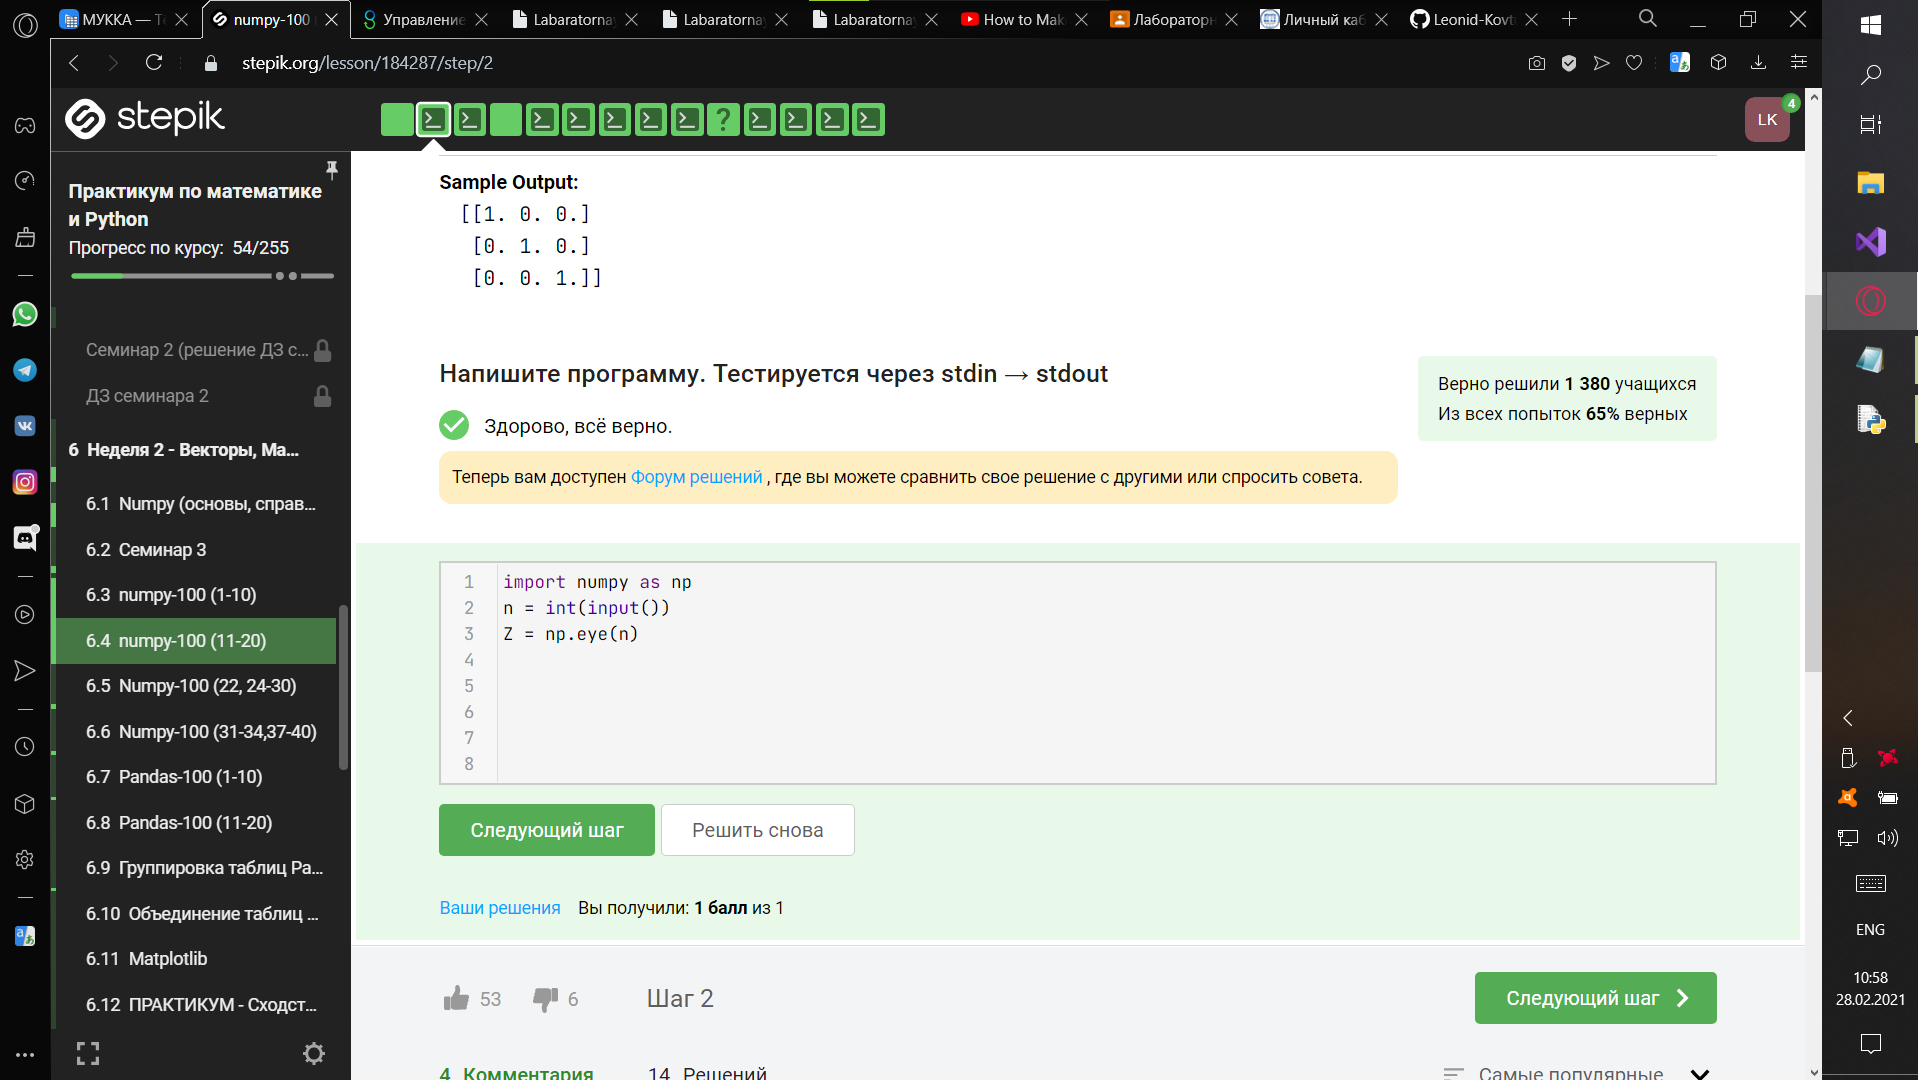 МУККА — Т
numpy-100
Управление
Labaratorna
Labaratorna
Labaratorna
How to Mak
Лаборатор
Личный каб
Leonid-Kovt
stepik.org/lesson/184287/step/2
stepik
?
LK
4
Практикум по математике
и Python
Прогресс по курсу: 54/255
Семинар 2 (решение ДЗ с...
ДЗ семинара 2
6 Неделя 2 - Векторы, Ма...
6.1 Numpy (основы, справ...
6.2 Семинар 3
6.3 numpy-100 (1-10)
6.4 numpy-100 (11-20)
6.5 Numpy-100 (22, 24-30)
6.6 Numpy-100 (31-34,37-40)
6.7 Pandas-100 (1-10)
6.8 Pandas-100 (11-20)
6.9 Группировка таблиц Pa...
6.10 Объединение таблиц ...
6.11 Matplotlib
6.12 ПРАКТИКУМ - Сходст...
Sample Output:
[[1. 0. 0.]
[0. 1. 0.]
[0. 0. 1.]]
Напишите программу. Тестируется через stdin → stdout
Верно решили 1 380 учащихся
Из всех попыток 65% верных
Здорово, всё верно.
Теперь вам доступен Форум решений , где вы можете сравнить свое решение с другими или спросить совета.
1 import numpy as np
2 n = int(input())
3 Z = np.eye(n)
4
5
6
7
8
Следующий шаг
Решить снова
Ваши решения Вы получили: 1 балл из 1
53 6 Шаг 2
Следующий шаг
4 Комментария 14 Решений Самые популярные
ENG
10:58
28.02.2021